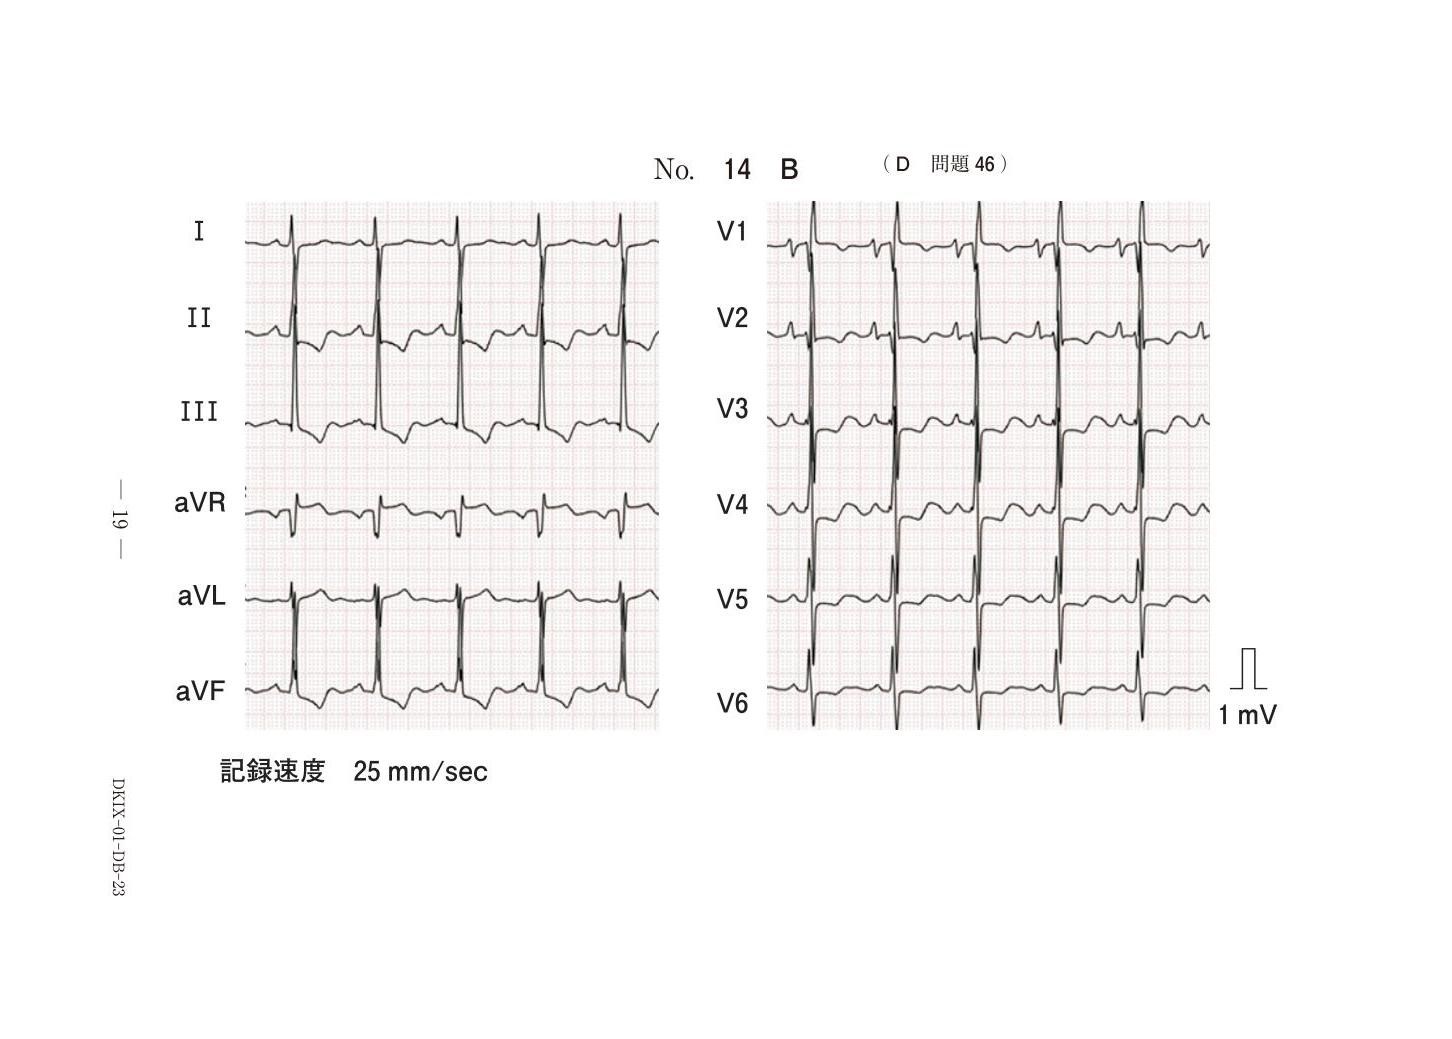 No. 14 B （D 問題 46）
I
II
III
aVR
aVL
aVF
V1
V2
V3
V4
V5
V6
1 mV
記録速度 25 mm/sec
— 19 —
DKIX-01-DB-23